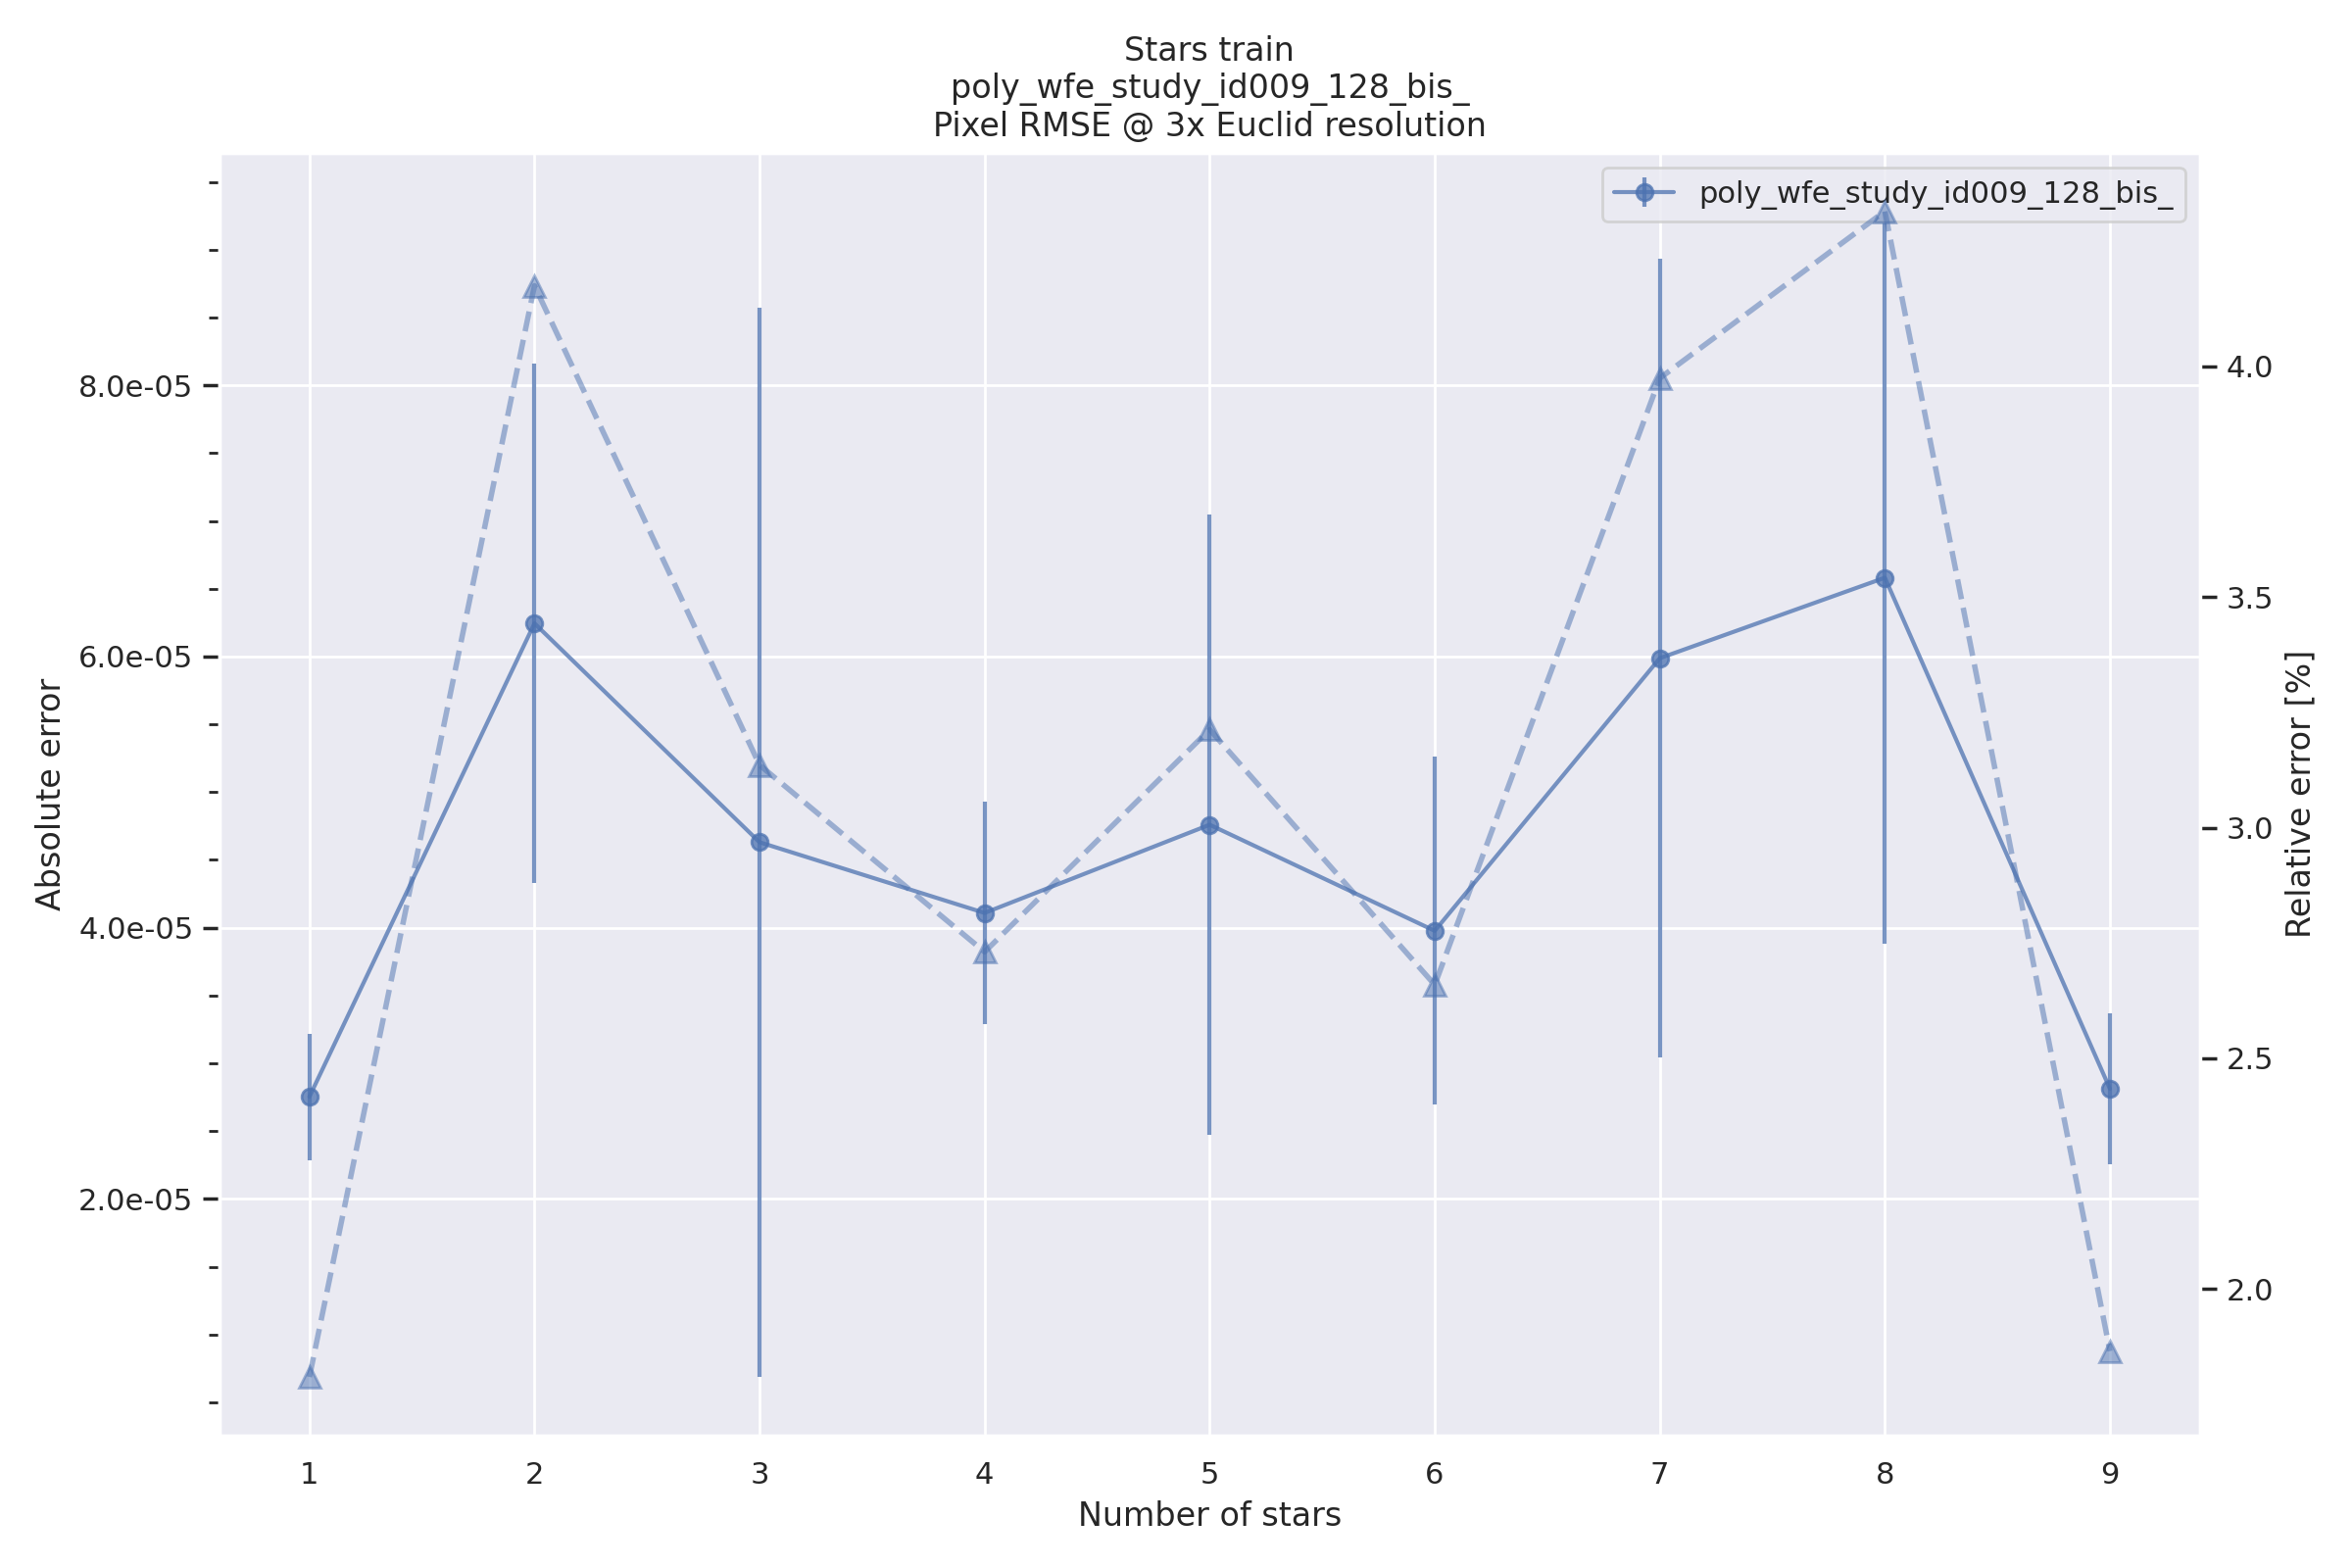 Stars train
poly_wfe_study_id009_128_bis_
Pixel RMSE @ 3x Euclid resolution
poly_wfe_study_id009_128_bis_
8.0e-05
6.0e-05
4.0e-05
2.0e-05
Absolute error
4.0
3.5
3.0
2.5
2.0
Relative error [%]
1 2 3 4 5 6 7 8 9
Number of stars